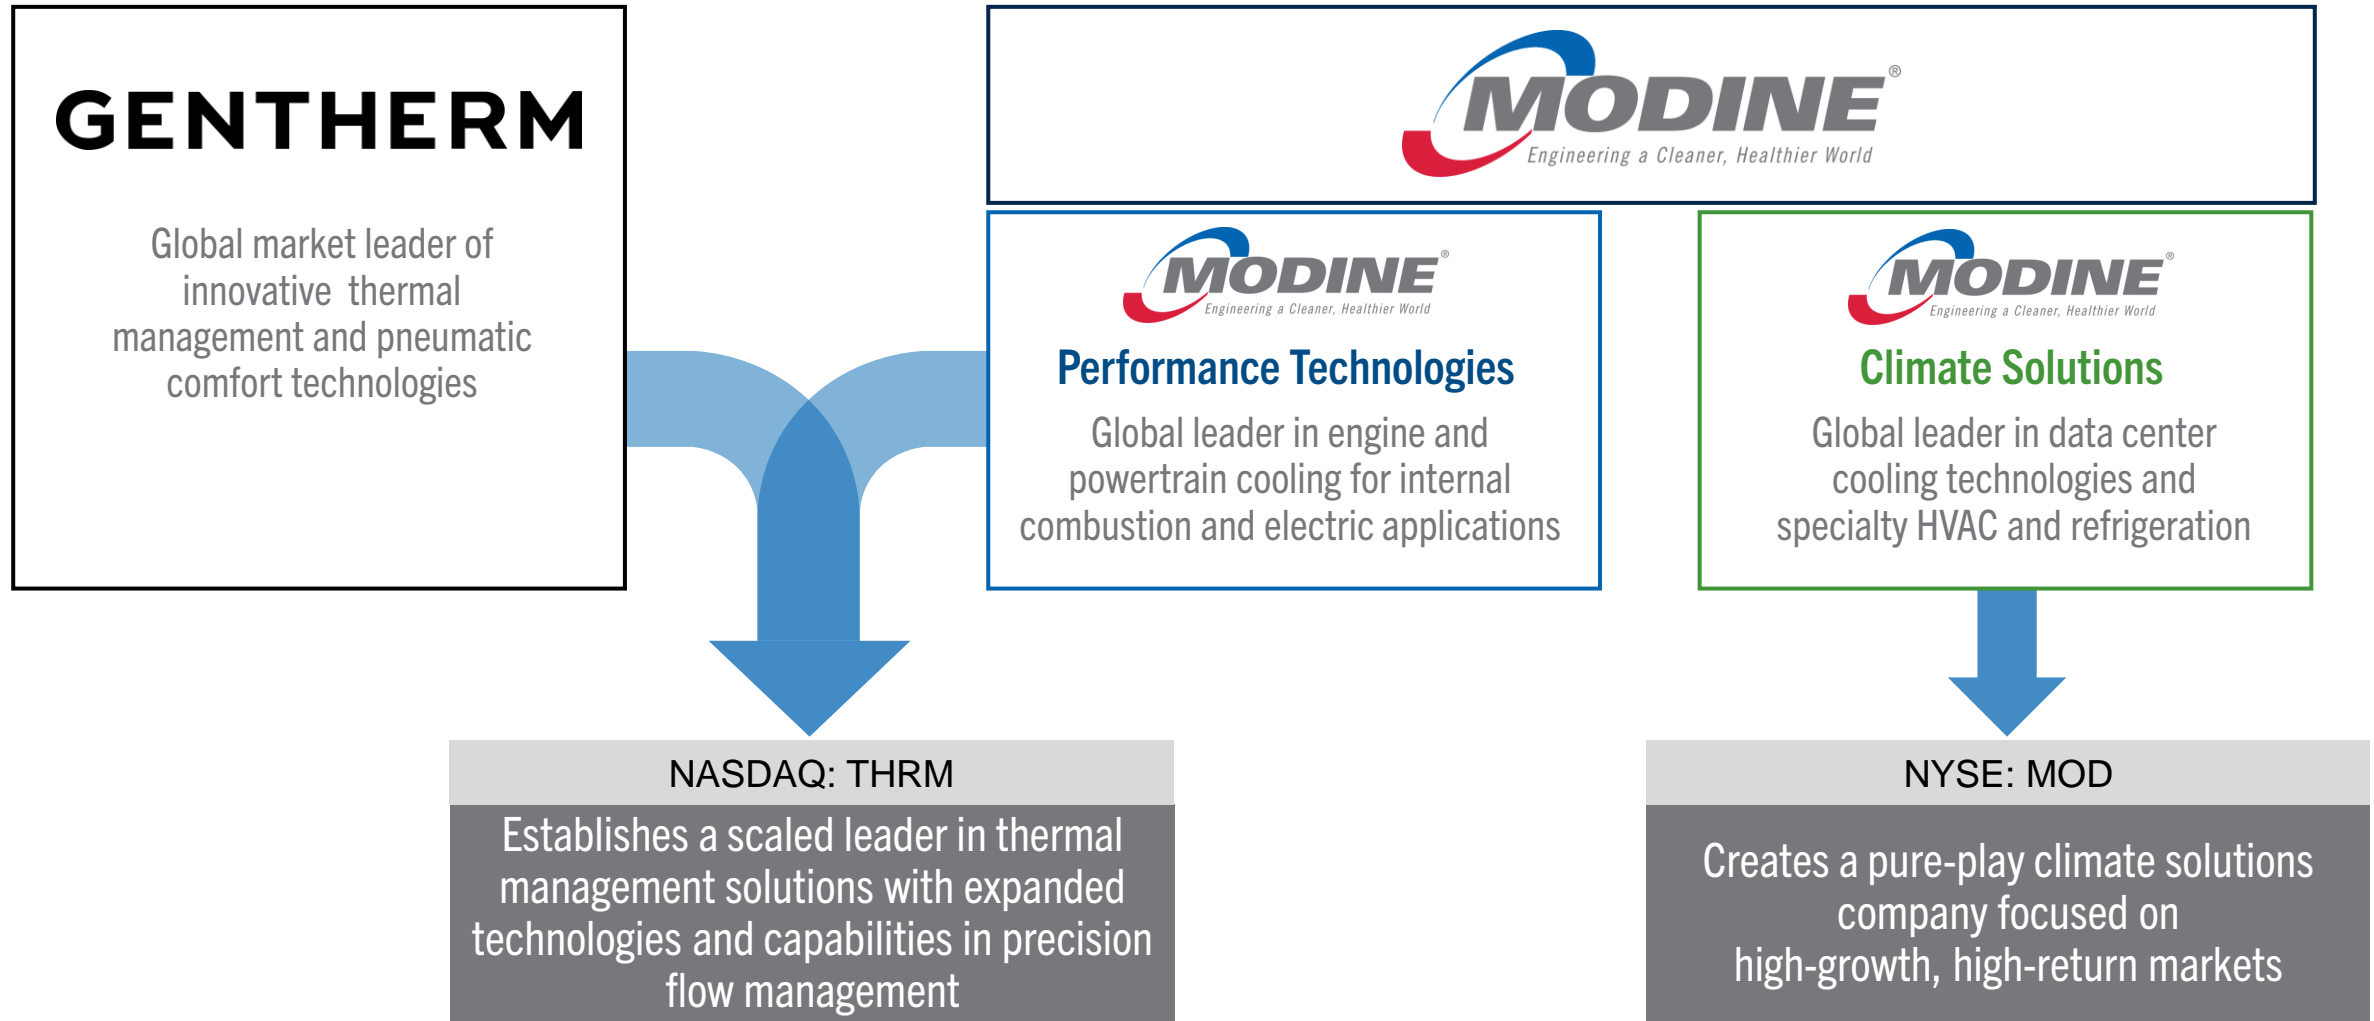 GENTHERM
Global market leader of
innovative thermal
management and pneumatic
comfort technologies
MODINE®
Engineering a Cleaner, Healthier World
MODINE®
Engineering a Cleaner, Healthier World
Performance Technologies
Global leader in engine and
powertrain cooling for internal
combustion and electric applications
MODINE®
Engineering a Cleaner, Healthier World
Climate Solutions
Global leader in data center
cooling technologies and
specialty HVAC and refrigeration
NASDAQ: THRM
Establishes a scaled leader in thermal
management solutions with expanded
technologies and capabilities in precision
flow management
NYSE: MOD
Creates a pure-play climate solutions
company focused on
high-growth, high-return markets